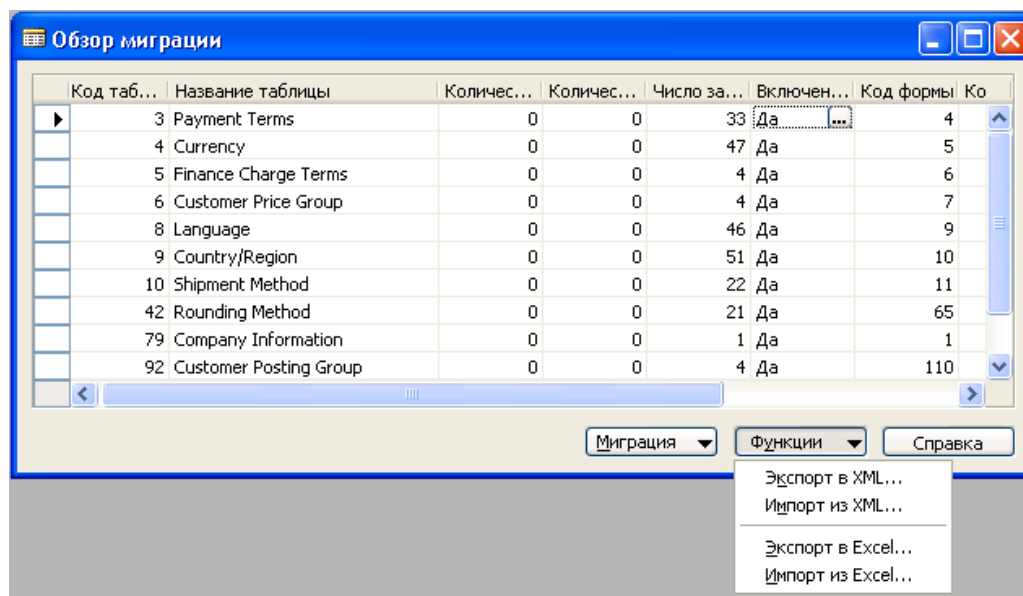 Обзор миграции
Код таб... Название таблицы Количес... Количес... Число за... Включен... Код формы Ко
3 Payment Terms 0 0 33 Да ... 4
4 Currency 0 0 47 Да 5
5 Finance Charge Terms 0 0 4 Да 6
6 Customer Price Group 0 0 4 Да 7
8 Language 0 0 46 Да 9
9 Country/Region 0 0 51 Да 10
10 Shipment Method 0 0 22 Да 11
42 Rounding Method 0 0 21 Да 65
79 Company Information 0 0 1 Да 1
92 Customer Posting Group 0 0 4 Да 110
Миграция Функции Справка
Экспорт в XML...
Импорт из XML...
Экспорт в Excel...
Импорт из Excel...